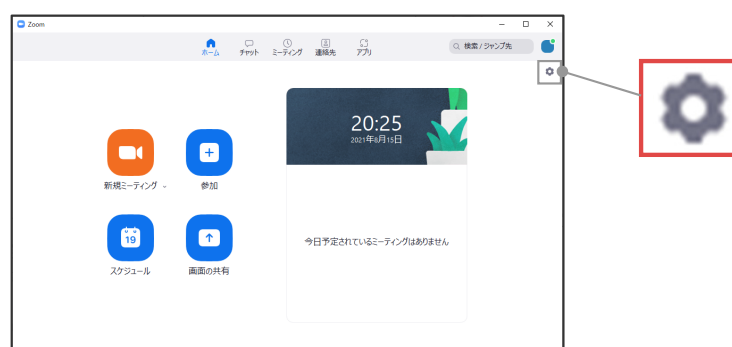 Zoom
ホーム
チャット
ミーティング
連絡先
アプリ
検索 / ジャンプ先
20:25
2021年8月15日
新規ミーティング
参加
19
スケジュール
画面の共有
今日予定されているミーティングはありません